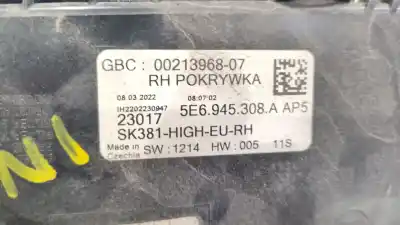 GBC : 00213968-07
RH POKRYWKA
08.03.2022 08:07:02
IH2202230947
23017 5E6.945.308.A AP5
SK381-HIGH-EU-RH
Made in Czechia SW : 1214 HW : 005 11S